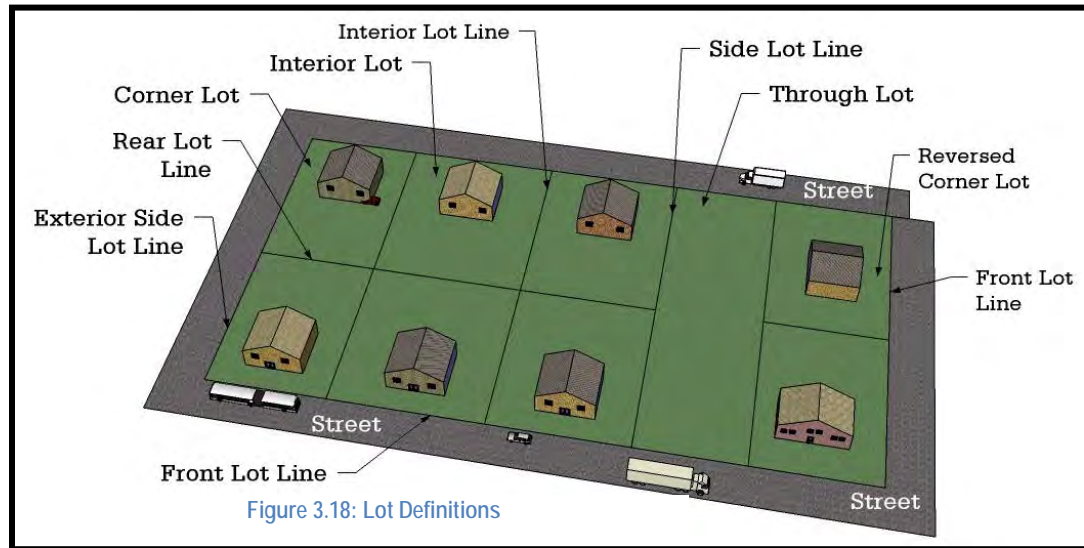 Interior Lot Line
Side Lot Line
Interior Lot
Through Lot
Corner Lot
Rear Lot
Line
Reversed
Corner Lot
Street
Exterior Side
Lot Line
Front Lot
Line
Street
Front Lot Line
Street
Figure 3.18: Lot Definitions